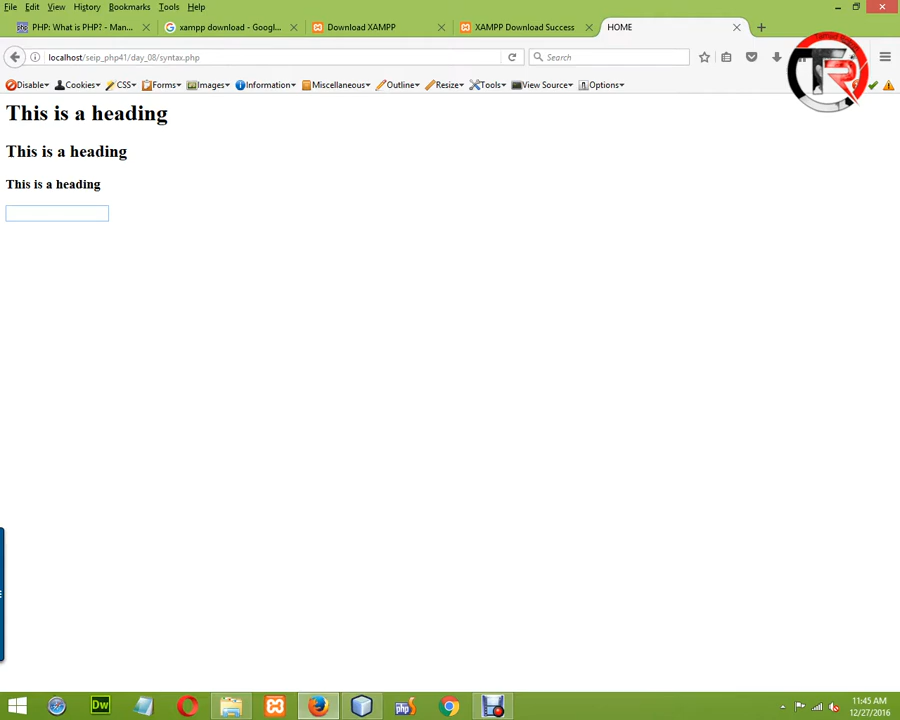 File Edit View History Bookmarks Tools Help
PHP: What is PHP? - Man... xampp download - Googl... Download XAMPP XAMPP Download Success HOME
localhost/seip_php41/day_08/syntax.php Search
Disable Cookies CSS Forms Images Information Miscellaneous Outline Resize Tools View Source Options
This is a heading
This is a heading
This is a heading
11:45 AM
12/27/2016